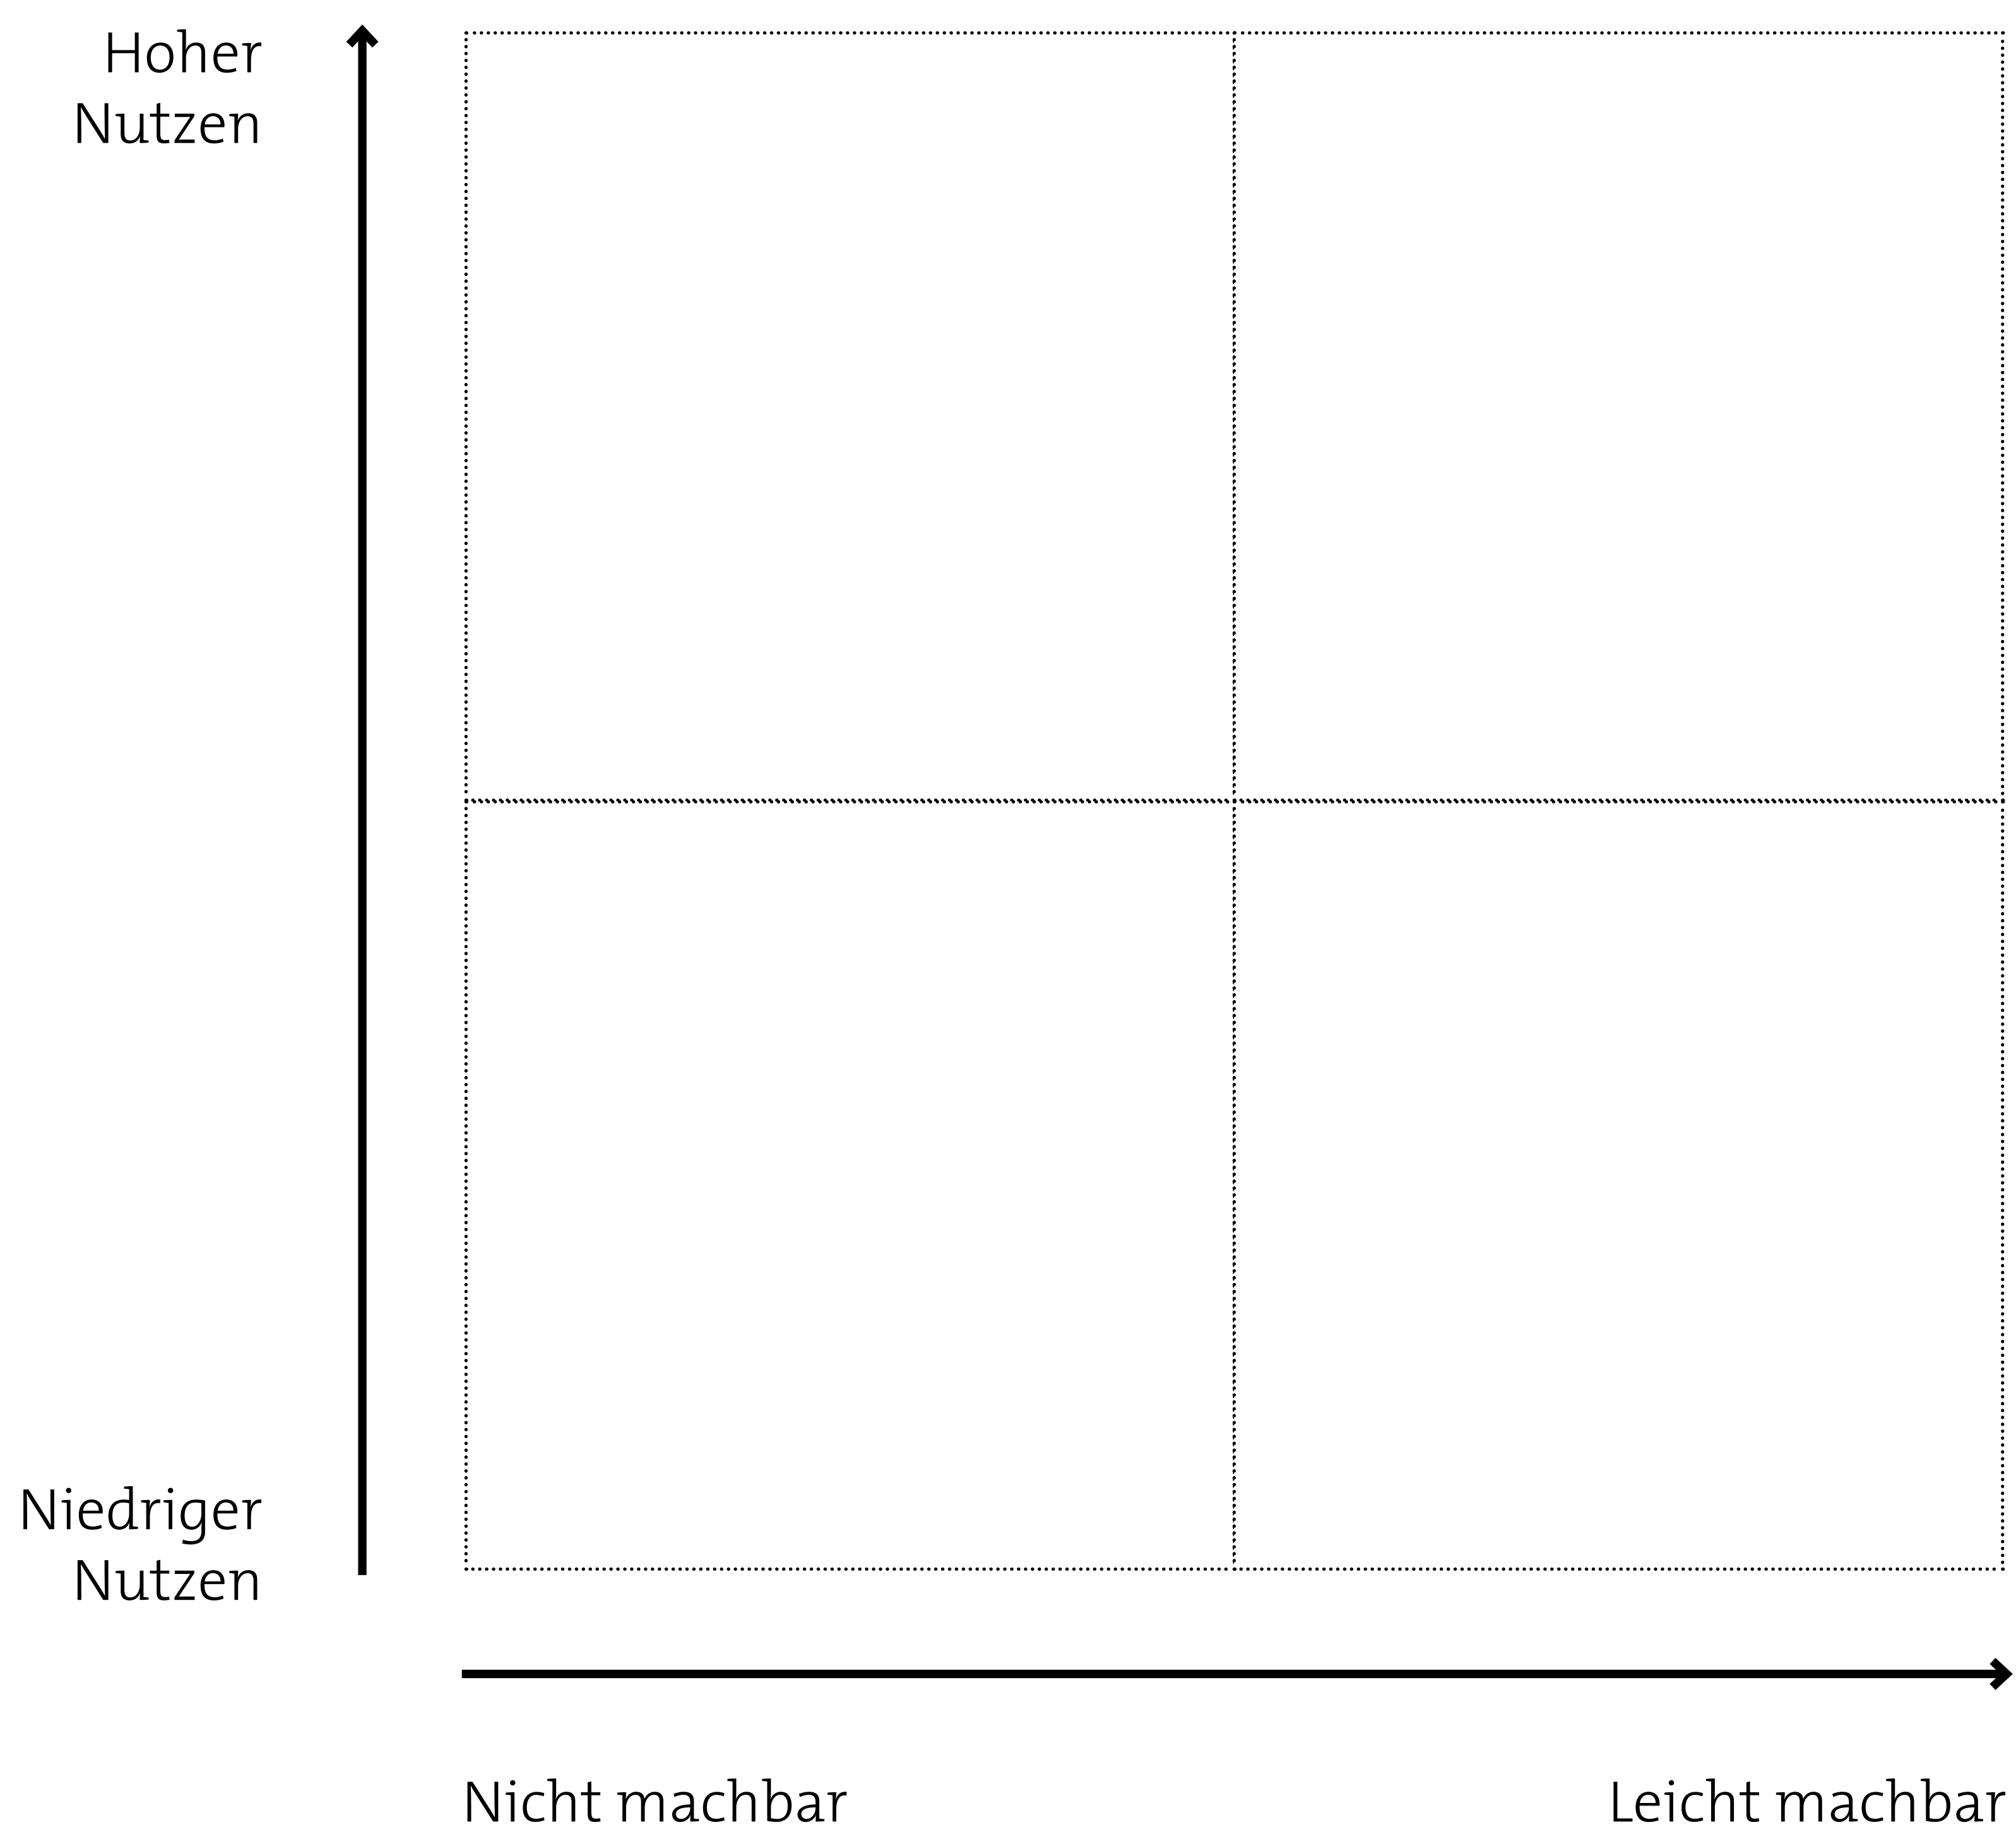 Hoher
Nutzen
Niedriger
Nutzen
Nicht machbar
Leicht machbar